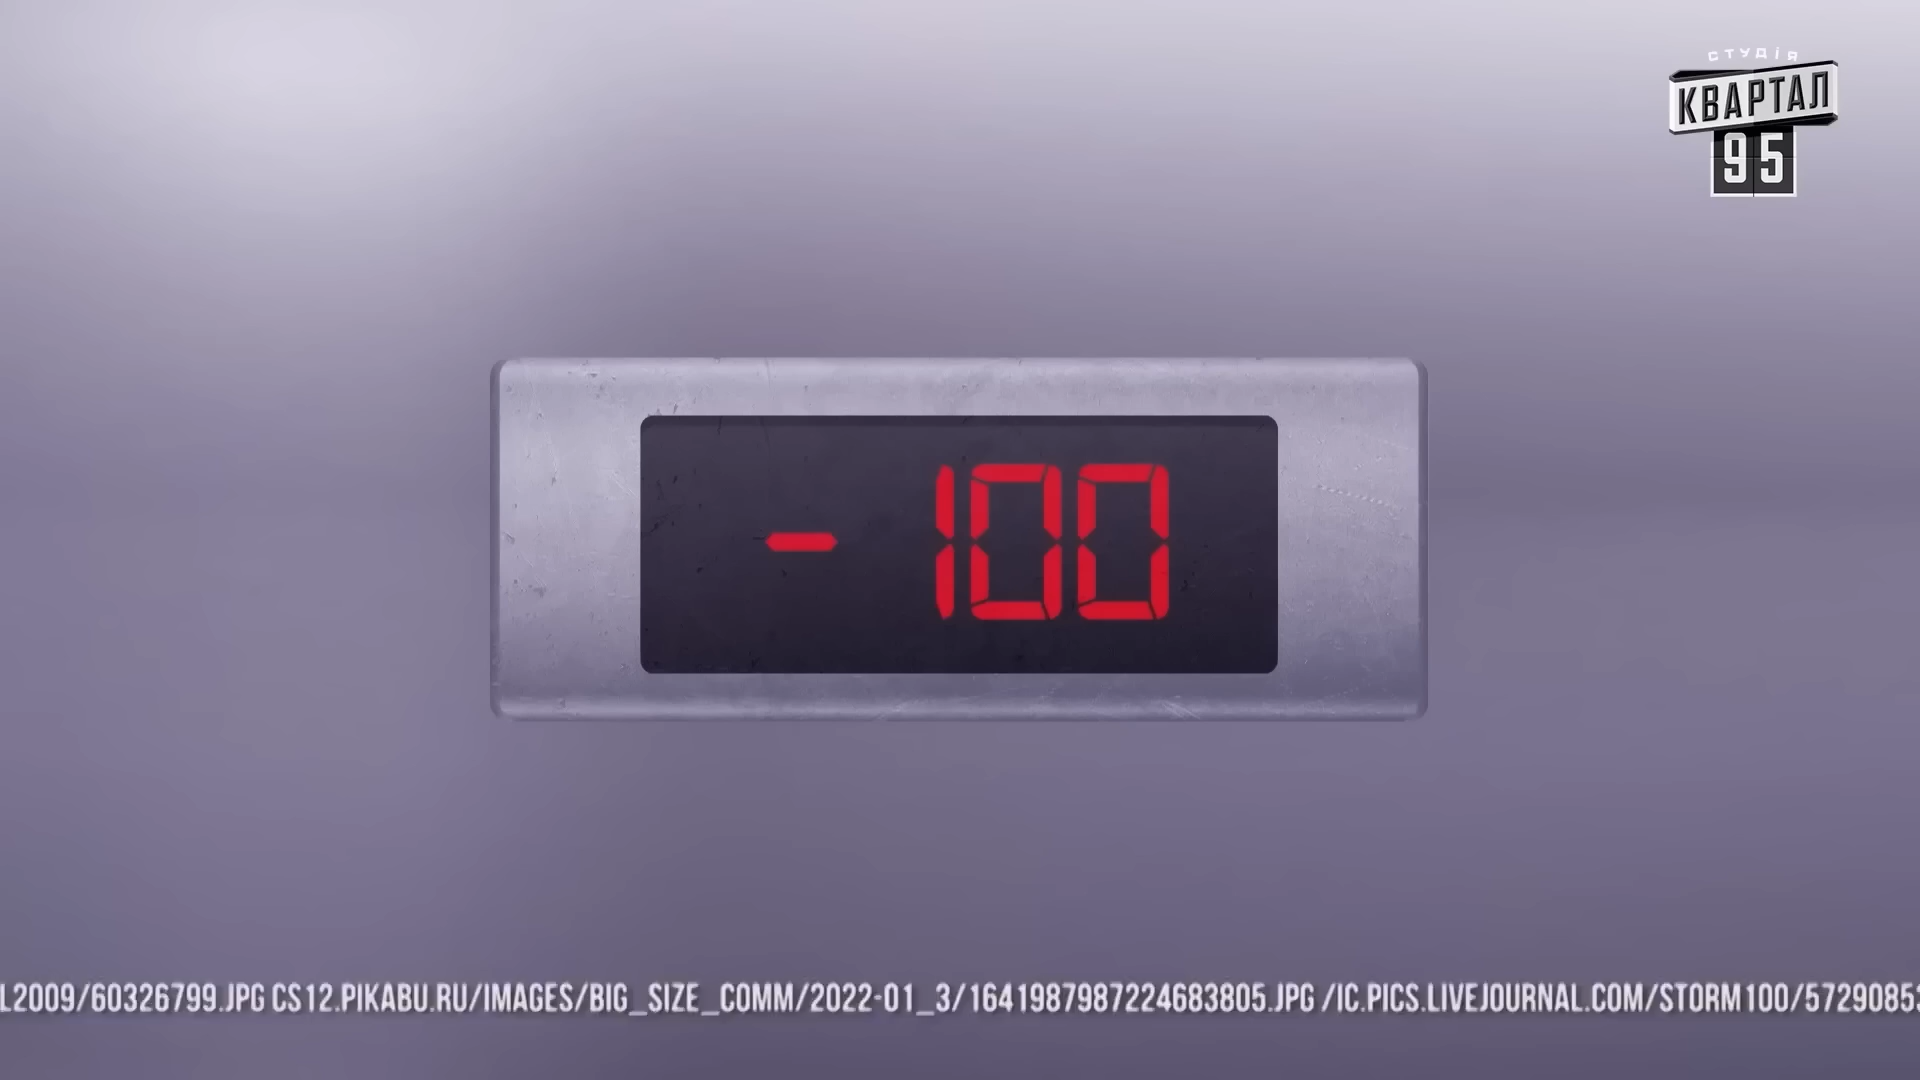 СТУДІЯ
КВАРТАЛ
95
- 100
L2009/60326799.JPG CS12.PIKABU.RU/IMAGES/BIG_SIZE_COMM/2022-01_3/1641987987224683805.JPG /IC.PICS.LIVEJOURNAL.COM/STORM100/5729085